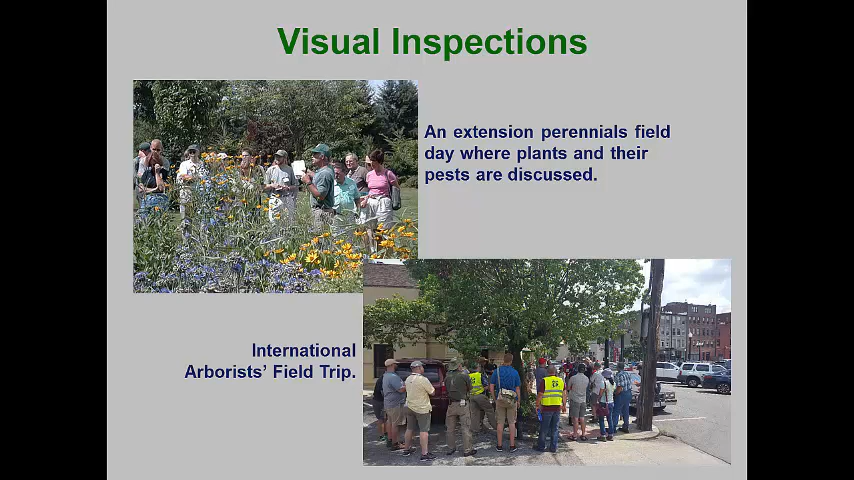 Visual Inspections
An extension perennials field
day where plants and their
pests are discussed.
International
Arborists’ Field Trip.